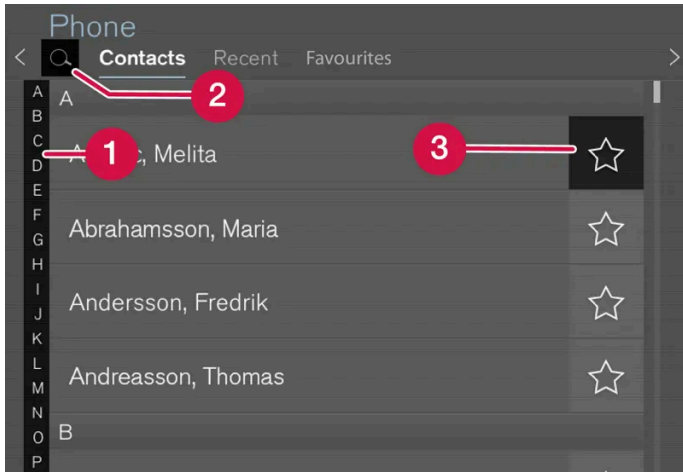 Phone
Contacts Recent Favourites
2
A
B
C
D
E
F
G
H
I
J
K
L
M
N
O
P
A
1
Melita
3
Abrahamsson, Maria
Andersson, Fredrik
Andreasson, Thomas
B